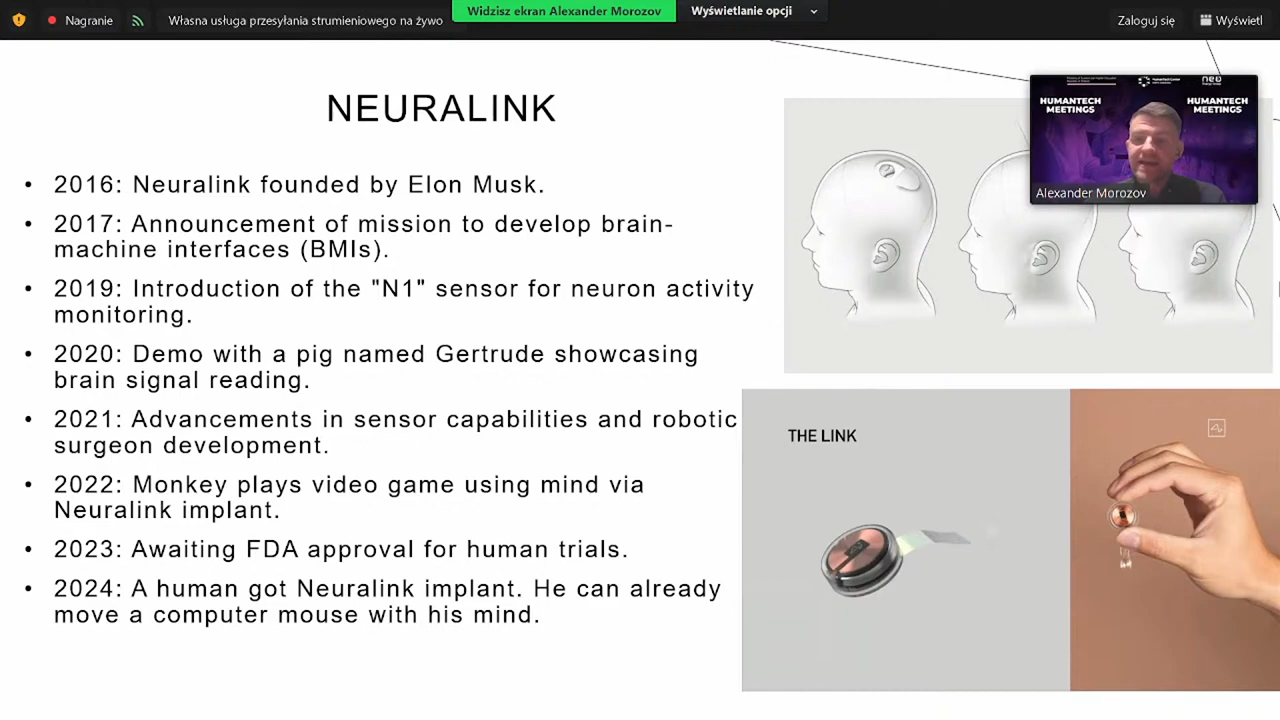 Nagranie
Własna usługa przesyłania strumieniowego na żywo
Widzisz ekran Alexander Morozov
Wyświetlanie opcji
Zaloguj się
Wyświetl
NEURALINK
• 2016: Neuralink founded by Elon Musk.
• 2017: Announcement of mission to develop brain-
machine interfaces (BMIs).
• 2019: Introduction of the "N1" sensor for neuron activity
monitoring.
• 2020: Demo with a pig named Gertrude showcasing
brain signal reading.
• 2021: Advancements in sensor capabilities and robotic
surgeon development.
• 2022: Monkey plays video game using mind via
Neuralink implant.
• 2023: Awaiting FDA approval for human trials.
• 2024: A human got Neuralink implant. He can already
move a computer mouse with his mind.
HUMANTECH
MEETINGS
HUMANTECH
MEETINGS
Alexander Morozov
THE LINK